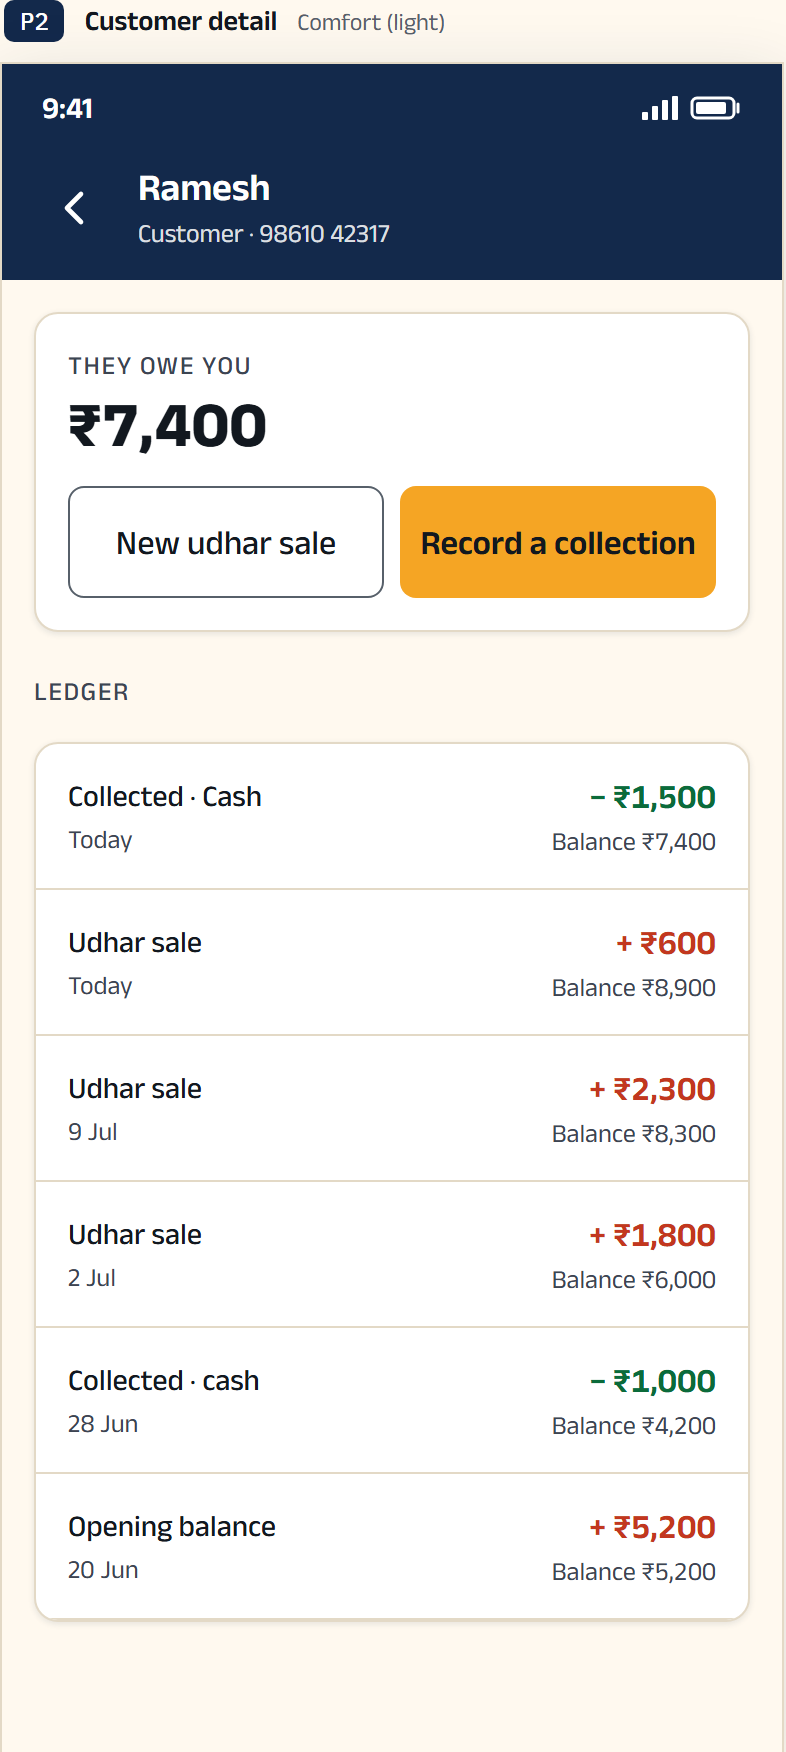 P2 Customer detail Comfort (light)
9:41
Ramesh
Customer · 98610 42317
THEY OWE YOU
₹7,400
New udhar sale Record a collection
LEDGER
Collected · Cash − ₹1,500
Today Balance ₹7,400
Udhar sale + ₹600
Today Balance ₹8,900
Udhar sale + ₹2,300
9 Jul Balance ₹8,300
Udhar sale + ₹1,800
2 Jul Balance ₹6,000
Collected · cash − ₹1,000
28 Jun Balance ₹4,200
Opening balance + ₹5,200
20 Jun Balance ₹5,200